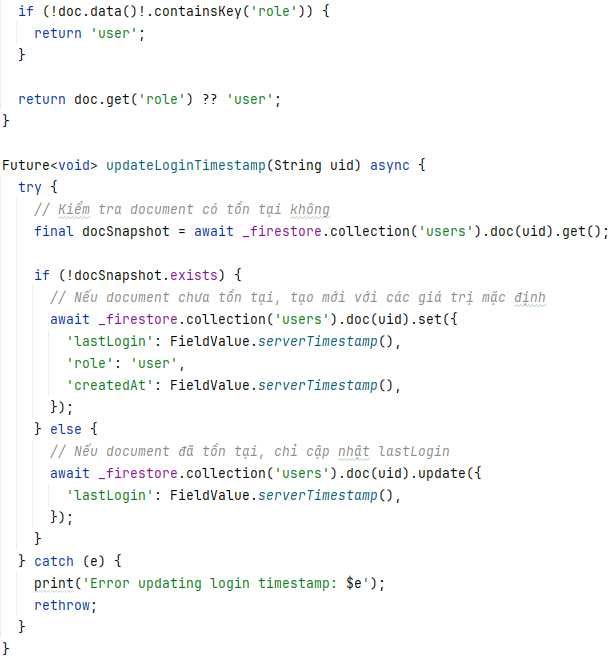 if (!doc.data()!.containsKey('role')) {
return 'user';
}
return doc.get('role') ?? 'user';
}
Future<void> updateLoginTimestamp(String uid) async {
try {
// Kiểm tra document có tồn tại không
final docSnapshot = await _firestore.collection('users').doc(uid).get();
if (!docSnapshot.exists) {
// Nếu document chưa tồn tại, tạo mới với các giá trị mặc định
await _firestore.collection('users').doc(uid).set({
'lastLogin': FieldValue.serverTimestamp(),
'role': 'user',
'createdAt': FieldValue.serverTimestamp(),
});
} else {
// Nếu document đã tồn tại, chỉ cập nhật lastLogin
await _firestore.collection('users').doc(uid).update({
'lastLogin': FieldValue.serverTimestamp(),
});
}
} catch (e) {
print('Error updating login timestamp: $e');
rethrow;
}
}